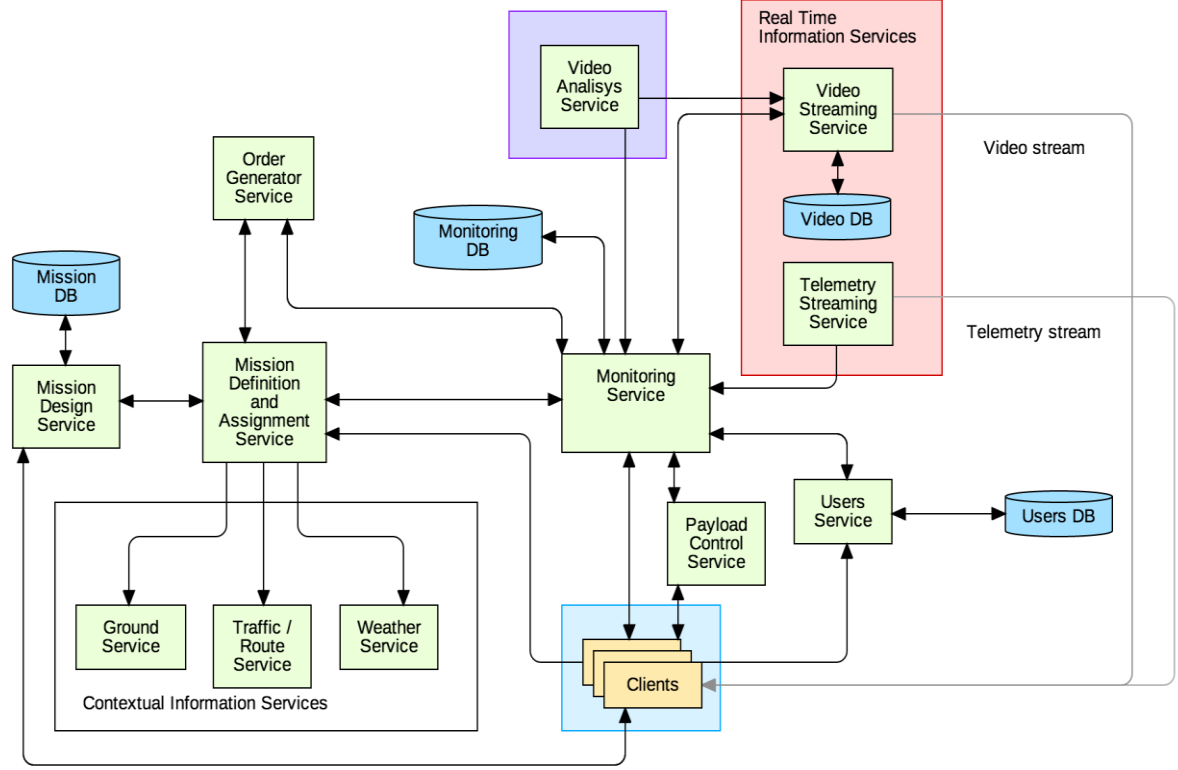 Real Time
Information Services
Video
Analisys
Service
Video
Streaming
Service
Video stream
Order
Generator
Service
Monitoring
DB
Video DB
Mission
DB
Telemetry
Streaming
Service
Telemetry stream
Mission
Design
Service
Mission
Definition
and
Assignment
Service
Monitoring
Service
Users
Service
Users DB
Payload
Control
Service
Ground
Service
Traffic /
Route
Service
Weather
Service
Clients
Contextual Information Services